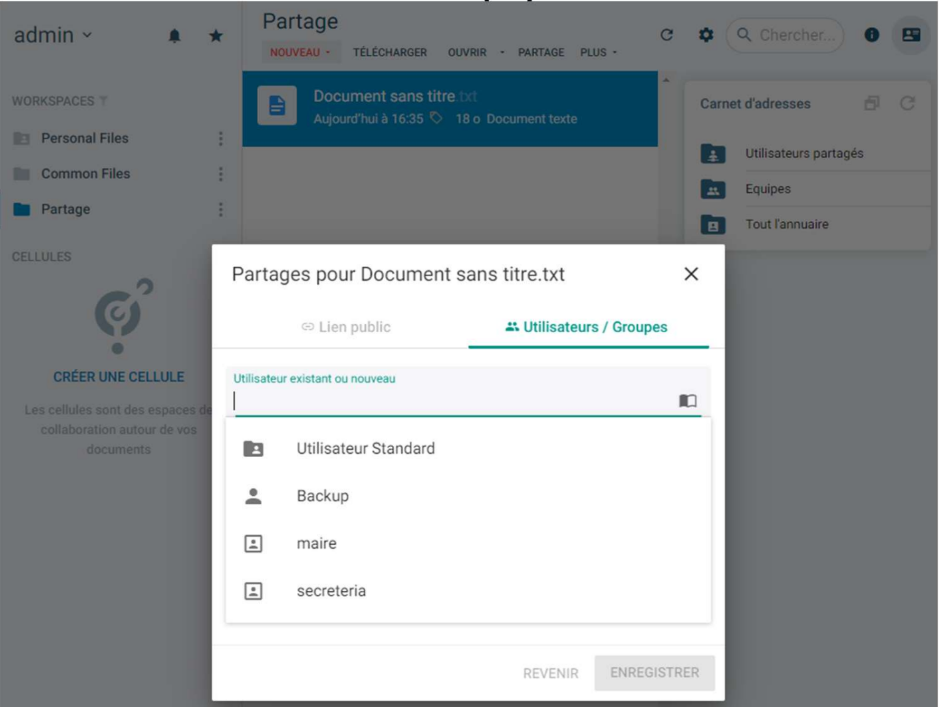 admin
Partage
NOUVEAU - TÉLÉCHARGER OUVRIR - PARTAGE PLUS -
Chercher...
WORKSPACES
Personal Files
Common Files
Partage
CELLULES
CRÉER UNE CELLULE
Les cellules sont des espaces de
collaboration autour de vos
documents
Document sans titre.txt
Aujourd'hui à 16:35 18 o Document texte
Carnet d'adresses
Utilisateurs partagés
Equipes
Tout l'annuaire
Partages pour Document sans titre.txt
Lien public
Utilisateurs / Groupes
Utilisateur existant ou nouveau
Utilisateur Standard
Backup
maire
secreteria
REVENIR
ENREGISTRER